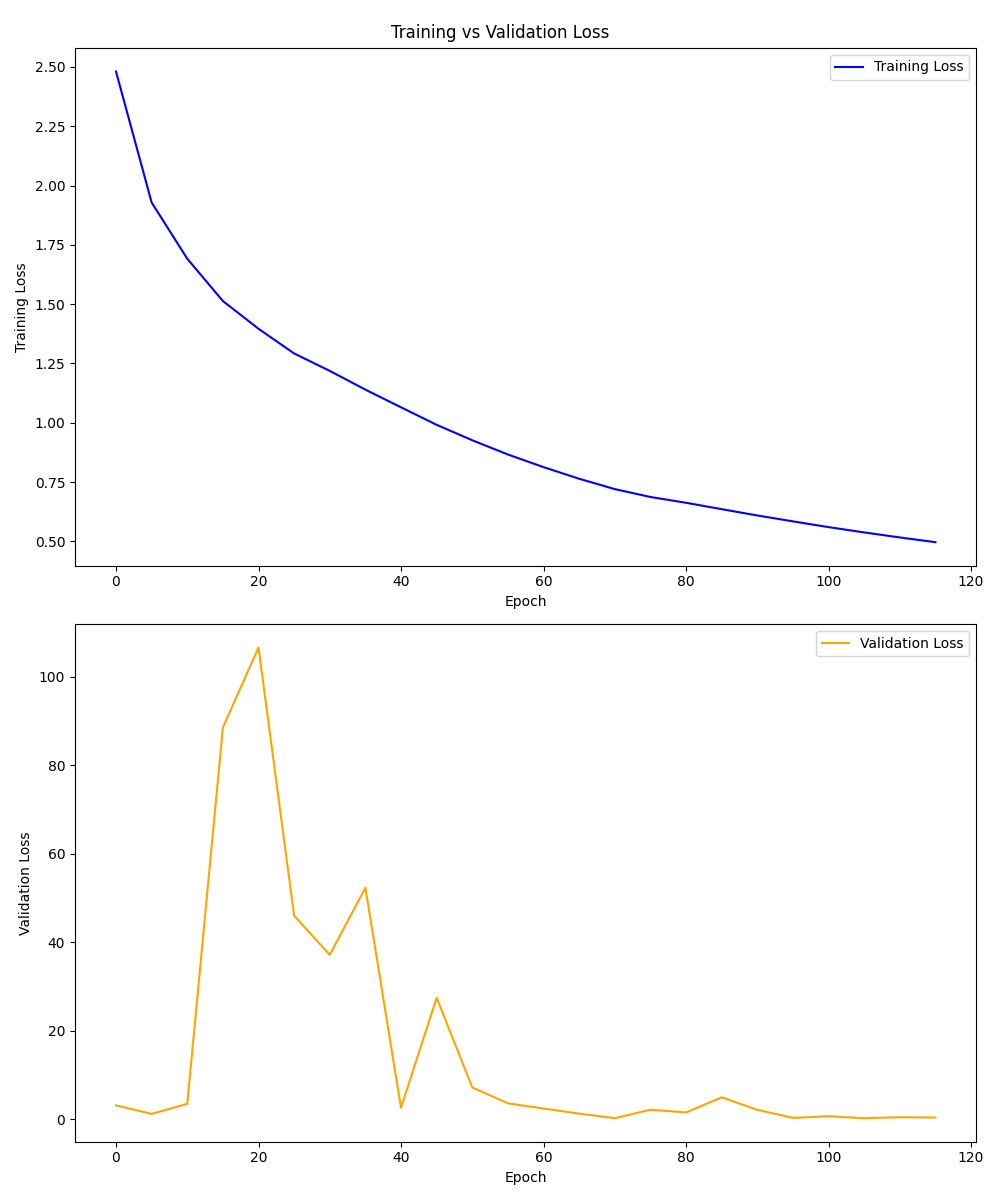 Training vs Validation Loss
Training Loss
2.50
2.25
2.00
1.75
1.50
1.25
1.00
0.75
0.50
Training Loss
0 20 40 60 80 100 120
Epoch
Validation Loss
100
80
60
40
20
0
Validation Loss
0 20 40 60 80 100 120
Epoch